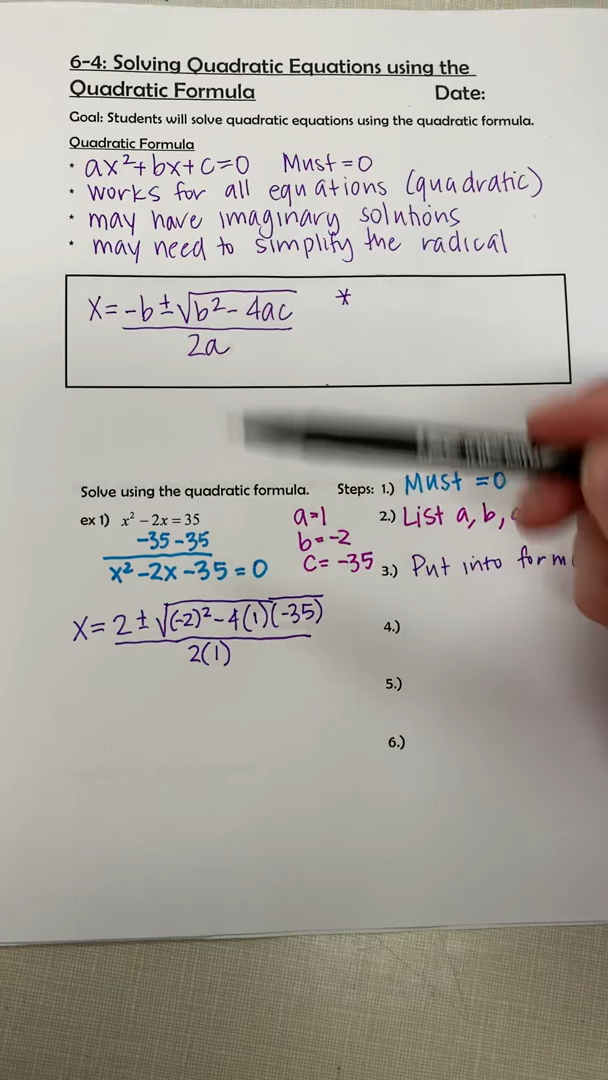 6-4: Solving Quadratic Equations using the
Quadratic Formula Date:
Goal: Students will solve quadratic equations using the quadratic formula.
Quadratic Formula
* ax²+bx+c=0 Must=0
* works for all equations (quadratic)
* may have imaginary solutions
* may need to simplify the radical
x= -b±√b²-4ac *
2a
Solve using the quadratic formula. Steps: 1.) Must =0
ex 1) x² – 2x = 35 a=1 2.) List a, b,
-35 -35 b=-2
x²-2x-35=0 c=-35 3.) Put into
x= 2±√(-2)²-4(1)(-35)
2(1)
4.)
5.)
6.)